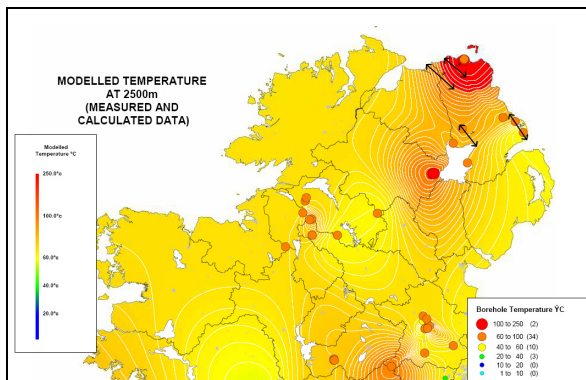 MODELLED TEMPERATURE
AT 2500m
(MEASURED AND
CALCULATED DATA)
Modelled
Temperature °C
250.0°c
100.0°c
60.0°c
40.0°c
20.0°c
Borehole Temperature ŸC
100 to 250 (2)
60 to 100 (34)
40 to 60 (10)
20 to 40 (3)
10 to 20 (0)
1 to 10 (0)